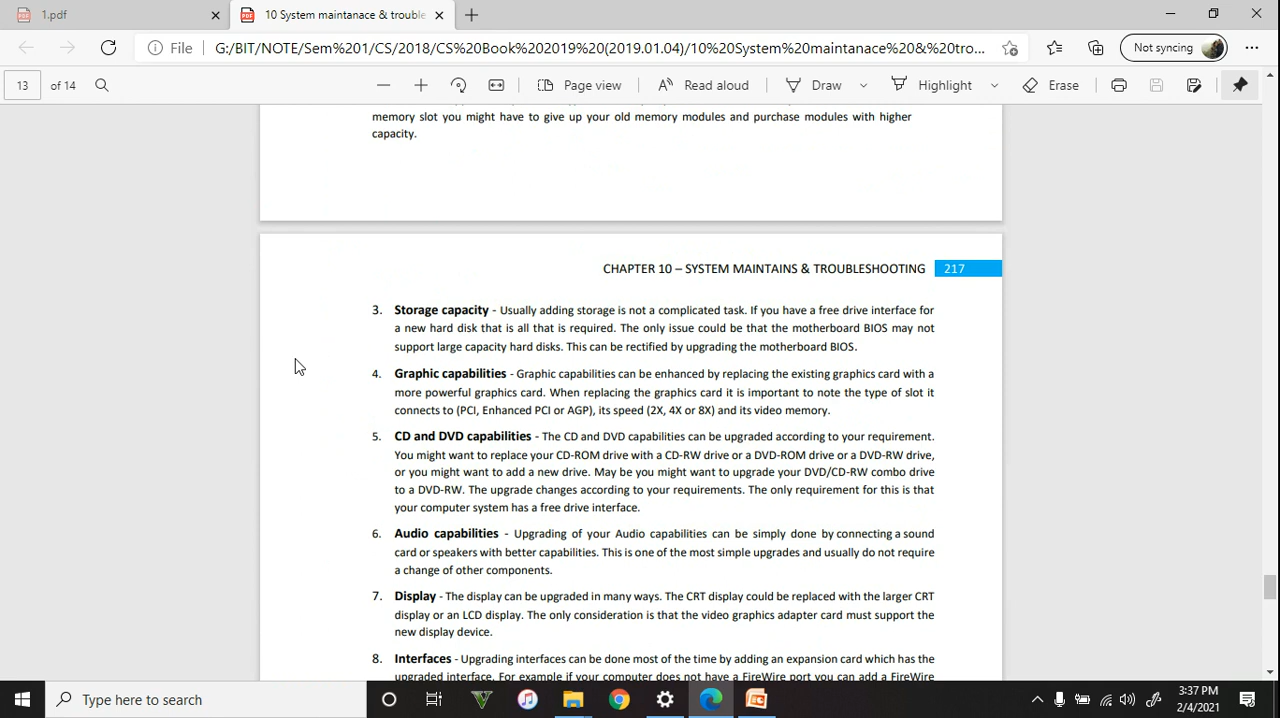 1.pdf
10 System maintanace & trouble
File
G:/BIT/NOTE/Sem%201/CS/2018/CS%20Book%202019%20(2019.01.04)/10%20System%20maintanace%20&%20tro...
Not syncing
13 of 14
Page view
Read aloud
Draw
Highlight
Erase
memory slot you might have to give up your old memory modules and purchase modules with higher
capacity.
CHAPTER 10 – SYSTEM MAINTAINS & TROUBLESHOOTING 217
3. Storage capacity - Usually adding storage is not a complicated task. If you have a free drive interface for
a new hard disk that is all that is required. The only issue could be that the motherboard BIOS may not
support large capacity hard disks. This can be rectified by upgrading the motherboard BIOS.
4. Graphic capabilities - Graphic capabilities can be enhanced by replacing the existing graphics card with a
more powerful graphics card. When replacing the graphics card it is important to note the type of slot it
connects to (PCI, Enhanced PCI or AGP), its speed (2X, 4X or 8X) and its video memory.
5. CD and DVD capabilities - The CD and DVD capabilities can be upgraded according to your requirement.
You might want to replace your CD-ROM drive with a CD-RW drive or a DVD-ROM drive or a DVD-RW drive,
or you might want to add a new drive. May be you might want to upgrade your DVD/CD-RW combo drive
to a DVD-RW. The upgrade changes according to your requirements. The only requirement for this is that
your computer system has a free drive interface.
6. Audio capabilities - Upgrading of your Audio capabilities can be simply done by connecting a sound
card or speakers with better capabilities. This is one of the most simple upgrades and usually do not require
a change of other components.
7. Display - The display can be upgraded in many ways. The CRT display could be replaced with the larger CRT
display or an LCD display. The only consideration is that the video graphics adapter card must support the
new display device.
8. Interfaces - Upgrading interfaces can be done most of the time by adding an expansion card which has the
upgraded interface. For example if your computer does not have a FireWire port you can add a FireWire
Type here to search
3:37 PM
2/4/2021